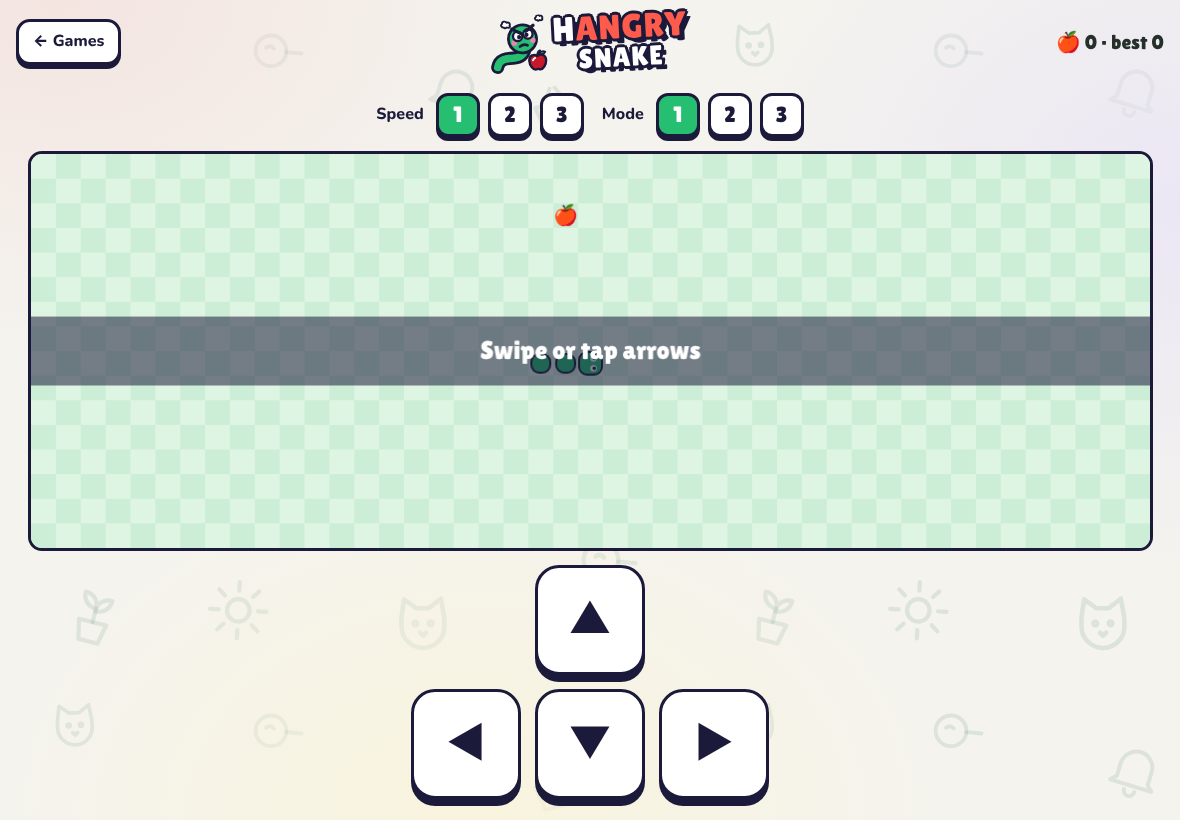 ← Games
HANGRY
SNAKE
🍎 0 · best 0
Speed 1 2 3 Mode 1 2 3
Swipe or tap arrows